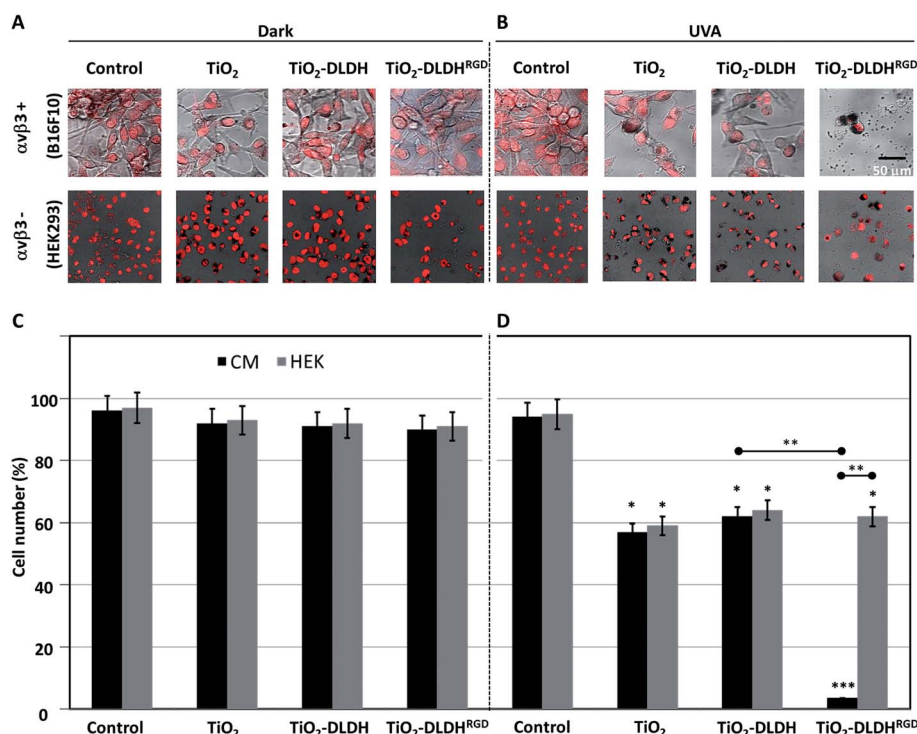 A
B
Dark
UVA
Control
TiO₂
TiO₂-DLDH
TiO₂-DLDHᴿᴳᴰ
Control
TiO₂
TiO₂-DLDH
TiO₂-DLDHᴿᴳᴰ
αvβ3+
(B16F10)
50 μm
αvβ3-
(HEK293)
C
D
CM
HEK
Cell number (%)
100
80
60
40
20
0
**
**
*
*
*
*
*
***
Control
TiO₂
TiO₂-DLDH
TiO₂-DLDHᴿᴳᴰ
Control
TiO₂
TiO₂-DLDH
TiO₂-DLDHᴿᴳᴰ